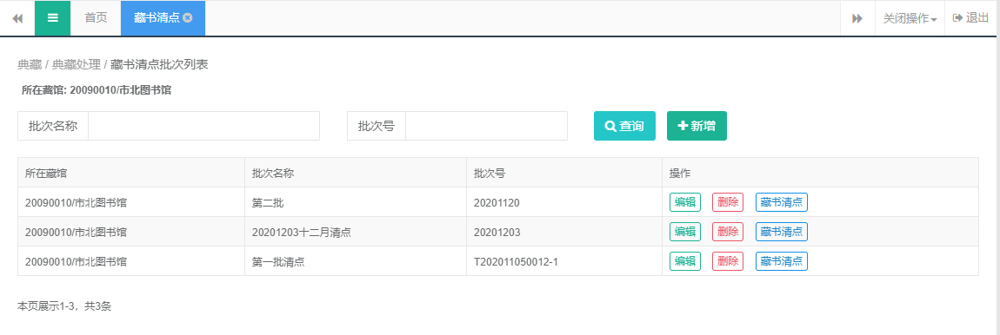 首页 藏书清点 关闭操作 退出
典藏 / 典藏处理 / 藏书清点批次列表
所在藏馆: 20090010/市北图书馆
批次名称 批次号 查询 新增
所在藏馆 批次名称 批次号 操作
20090010/市北图书馆 第二批 20201120 编辑 删除 藏书清点
20090010/市北图书馆 20201203十二月清点 20201203 编辑 删除 藏书清点
20090010/市北图书馆 第一批清点 T202011050012-1 编辑 删除 藏书清点
本页展示1-3，共3条